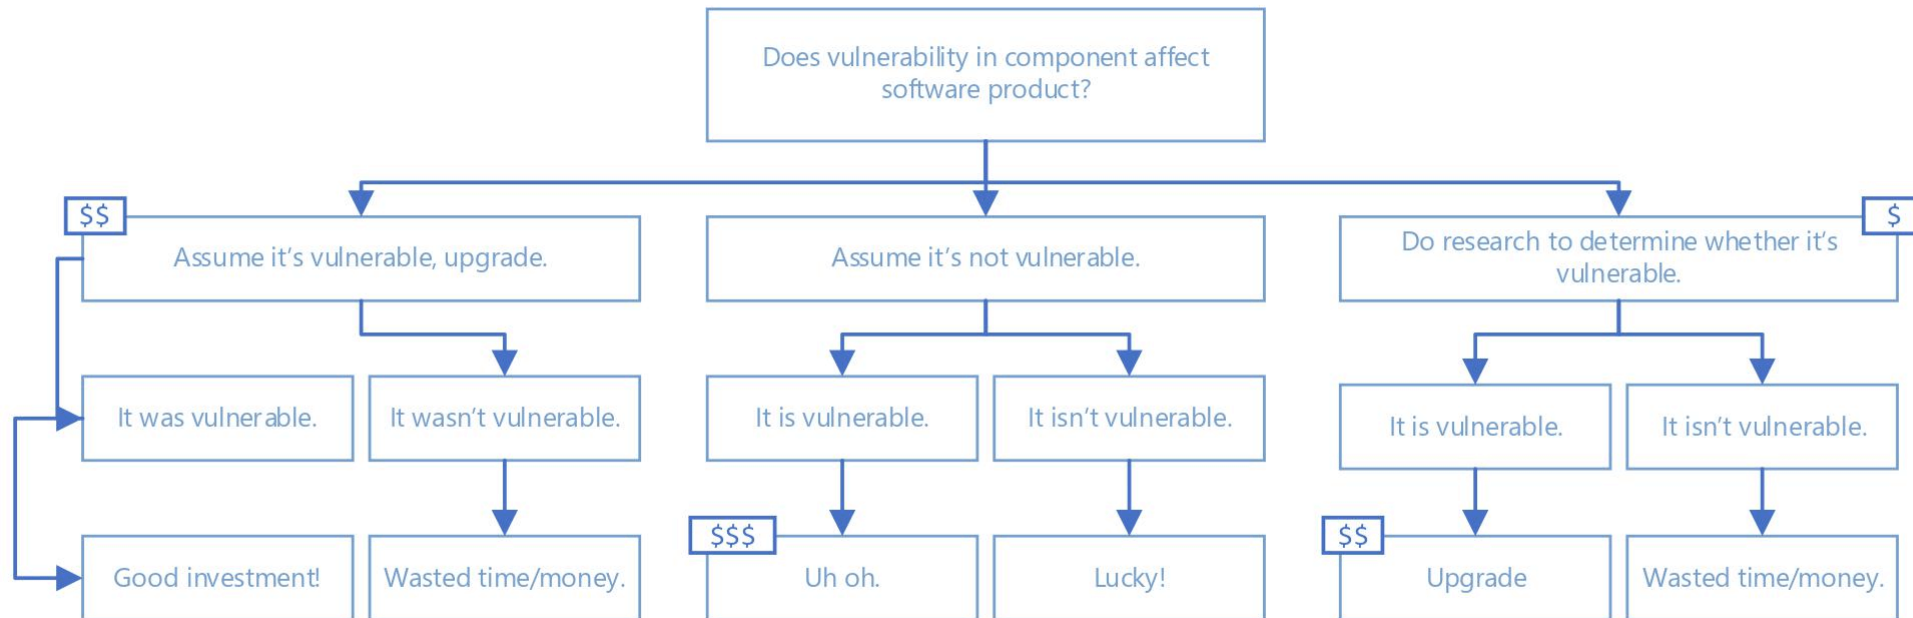 Does vulnerability in component affect
software product?
$$
$
Assume it’s vulnerable, upgrade.
Assume it’s not vulnerable.
Do research to determine whether it’s
vulnerable.
It was vulnerable.
It wasn’t vulnerable.
It is vulnerable.
It isn’t vulnerable.
It is vulnerable.
It isn’t vulnerable.
$$$
$$
Good investment!
Wasted time/money.
Uh oh.
Lucky!
Upgrade
Wasted time/money.